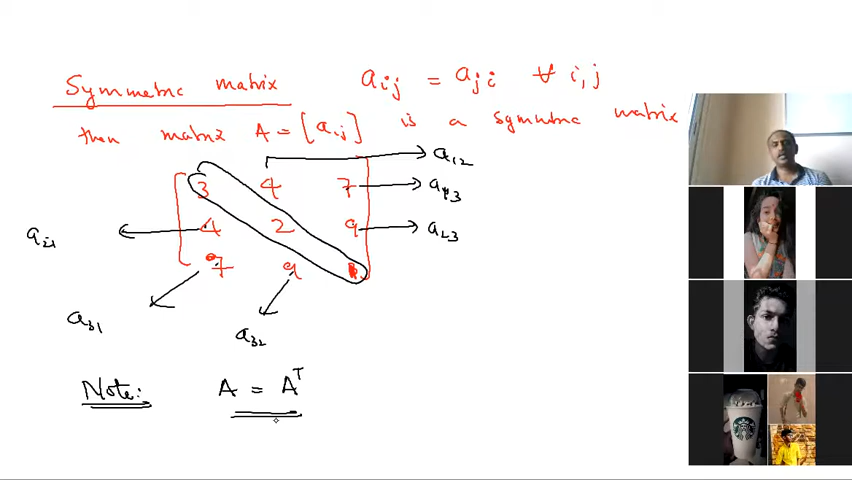 Symmetric matrix aij = aji ∀ i,j
then matrix A = [aij] is a symmetric matrix
a12
3 4 7 a13
4 2 9 a23
a21
7 9
a31
a32
Note: A = A^T